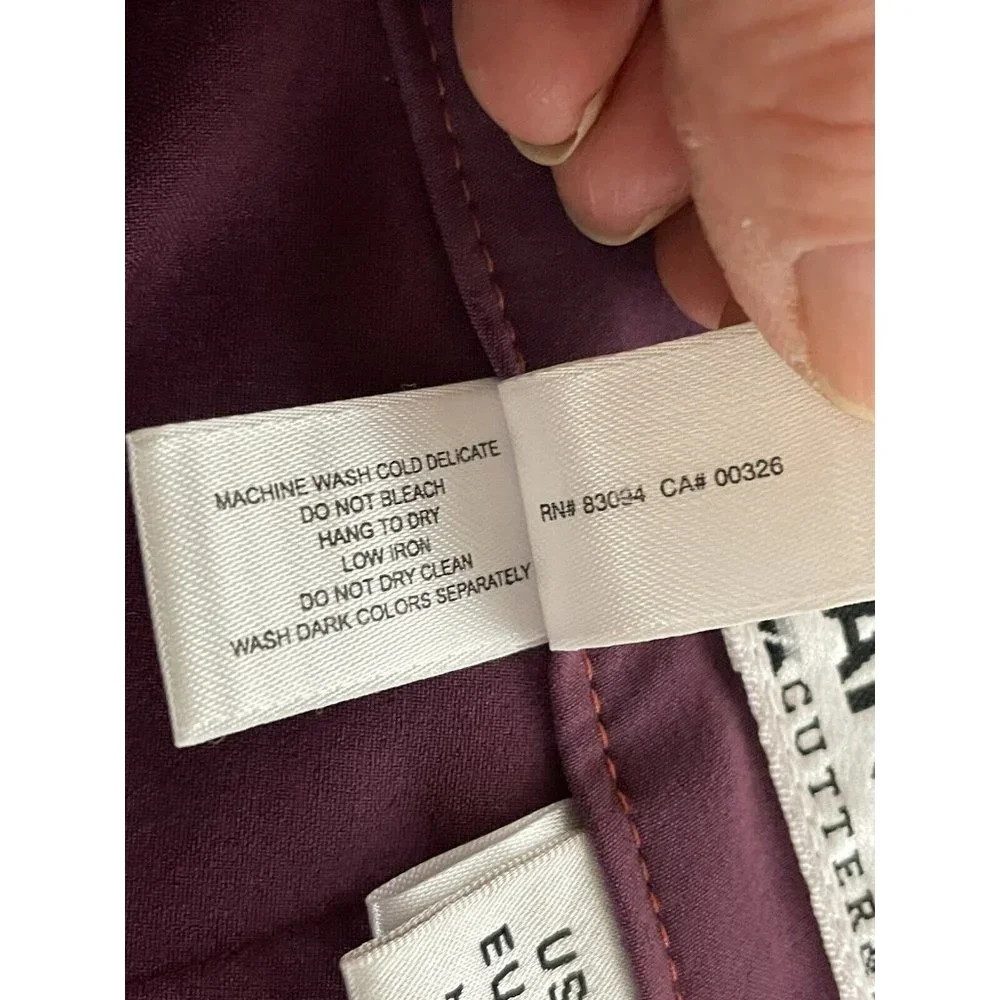 MACHINE WASH COLD DELICATE
DO NOT BLEACH
HANG TO DRY
LOW IRON
DO NOT DRY CLEAN
WASH DARK COLORS SEPARATELY
RN# 83094 CA# 00326
CUTTER &
US
EU